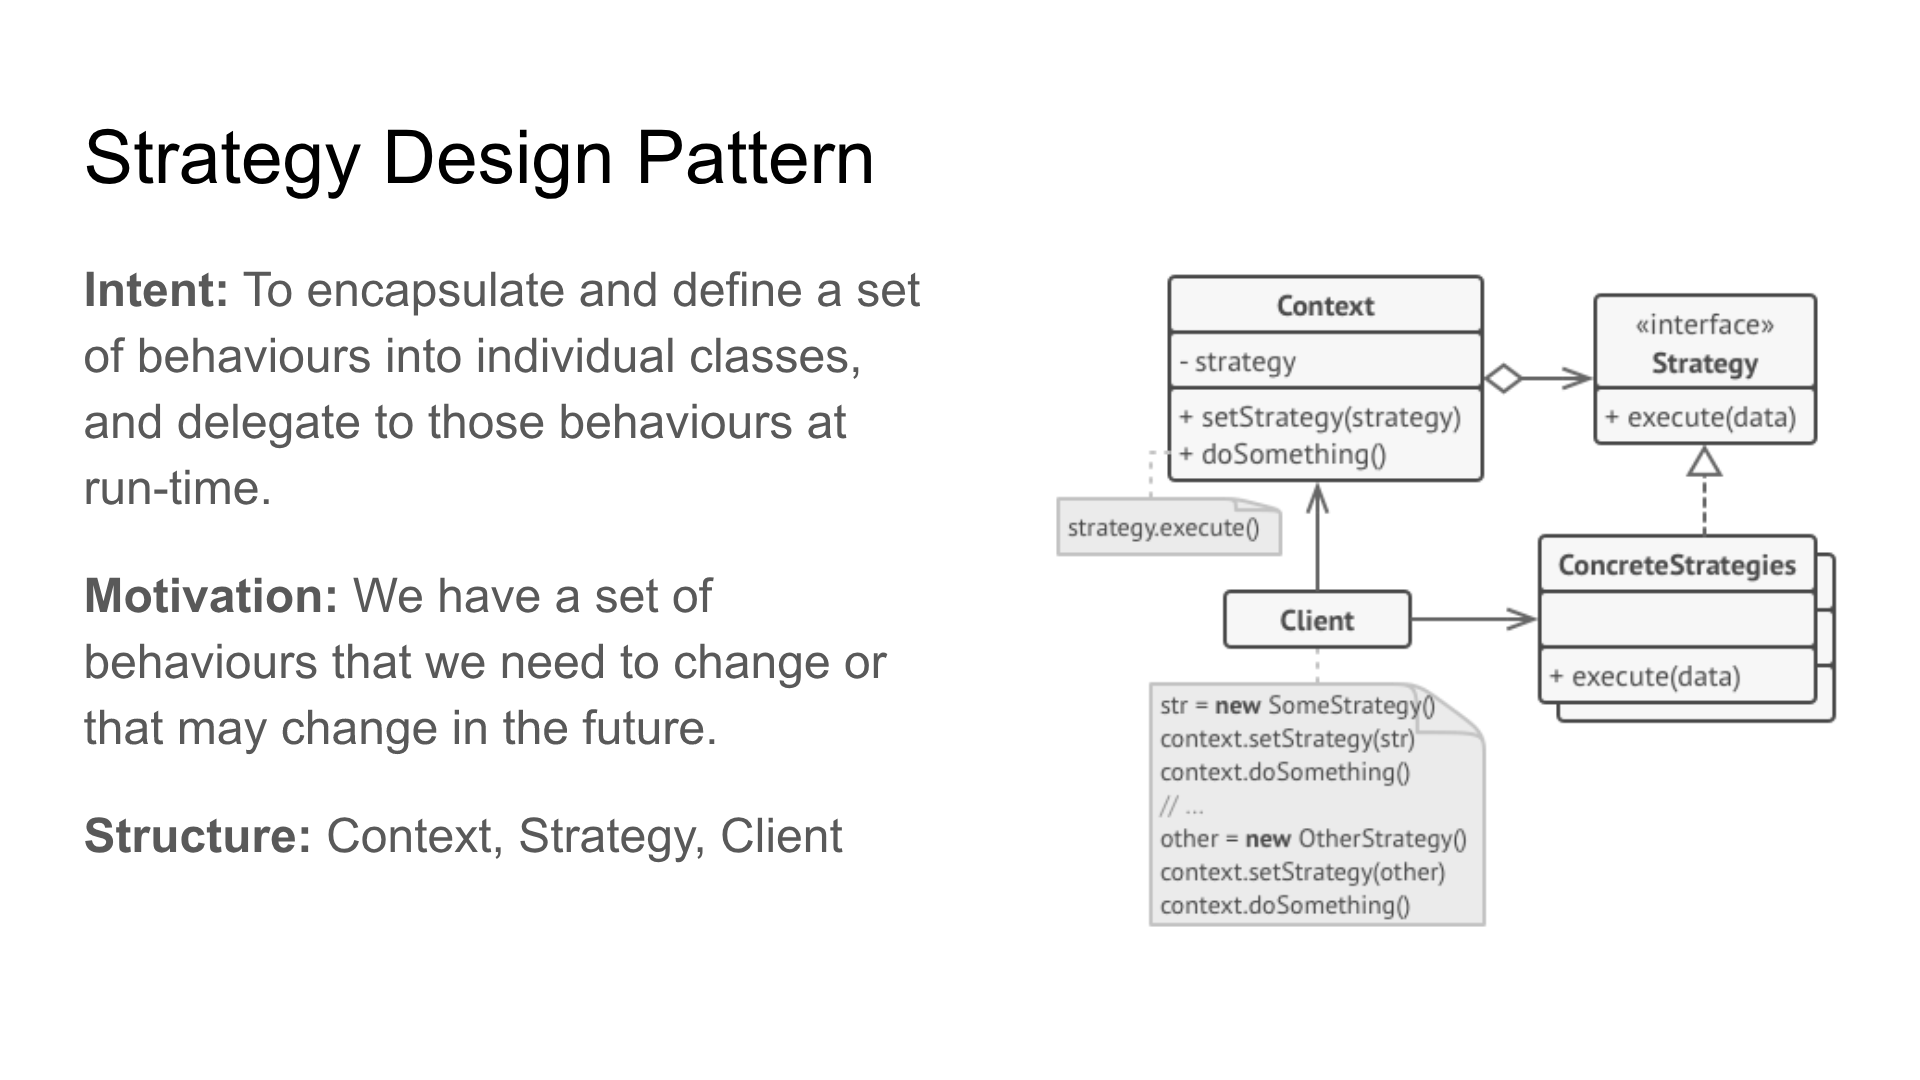 Strategy Design Pattern
Intent: To encapsulate and define a set
of behaviours into individual classes,
and delegate to those behaviours at
run-time.
Motivation: We have a set of
behaviours that we need to change or
that may change in the future.
Structure: Context, Strategy, Client
Context
- strategy
+ setStrategy(strategy)
+ doSomething()
«interface»
Strategy
+ execute(data)
strategy.execute()
Client
ConcreteStrategies
+ execute(data)
str = new SomeStrategy()
context.setStrategy(str)
context.doSomething()
// ...
other = new OtherStrategy()
context.setStrategy(other)
context.doSomething()